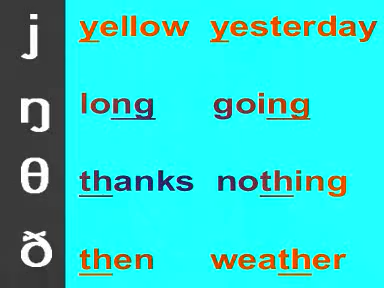 j yellow yesterday
ŋ long going
θ thanks nothing
ð then weather